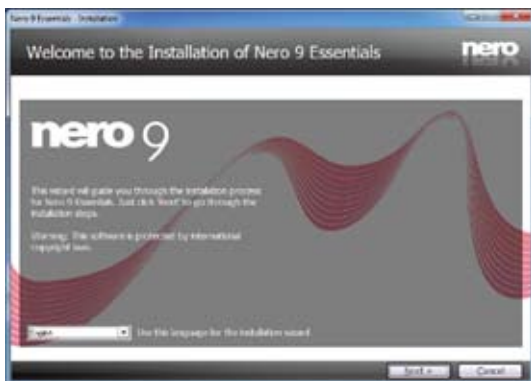 Nero 9 Essentials - Installation
Welcome to the Installation of Nero 9 Essentials
nero
nero 9
This wizard will guide you through the installation process
for Nero 9 Essentials. Just click 'Next' to go through the
installation steps.
Warning: This software is protected by international
copyright laws.
English
Use this language for the installation wizard
Next >
Cancel